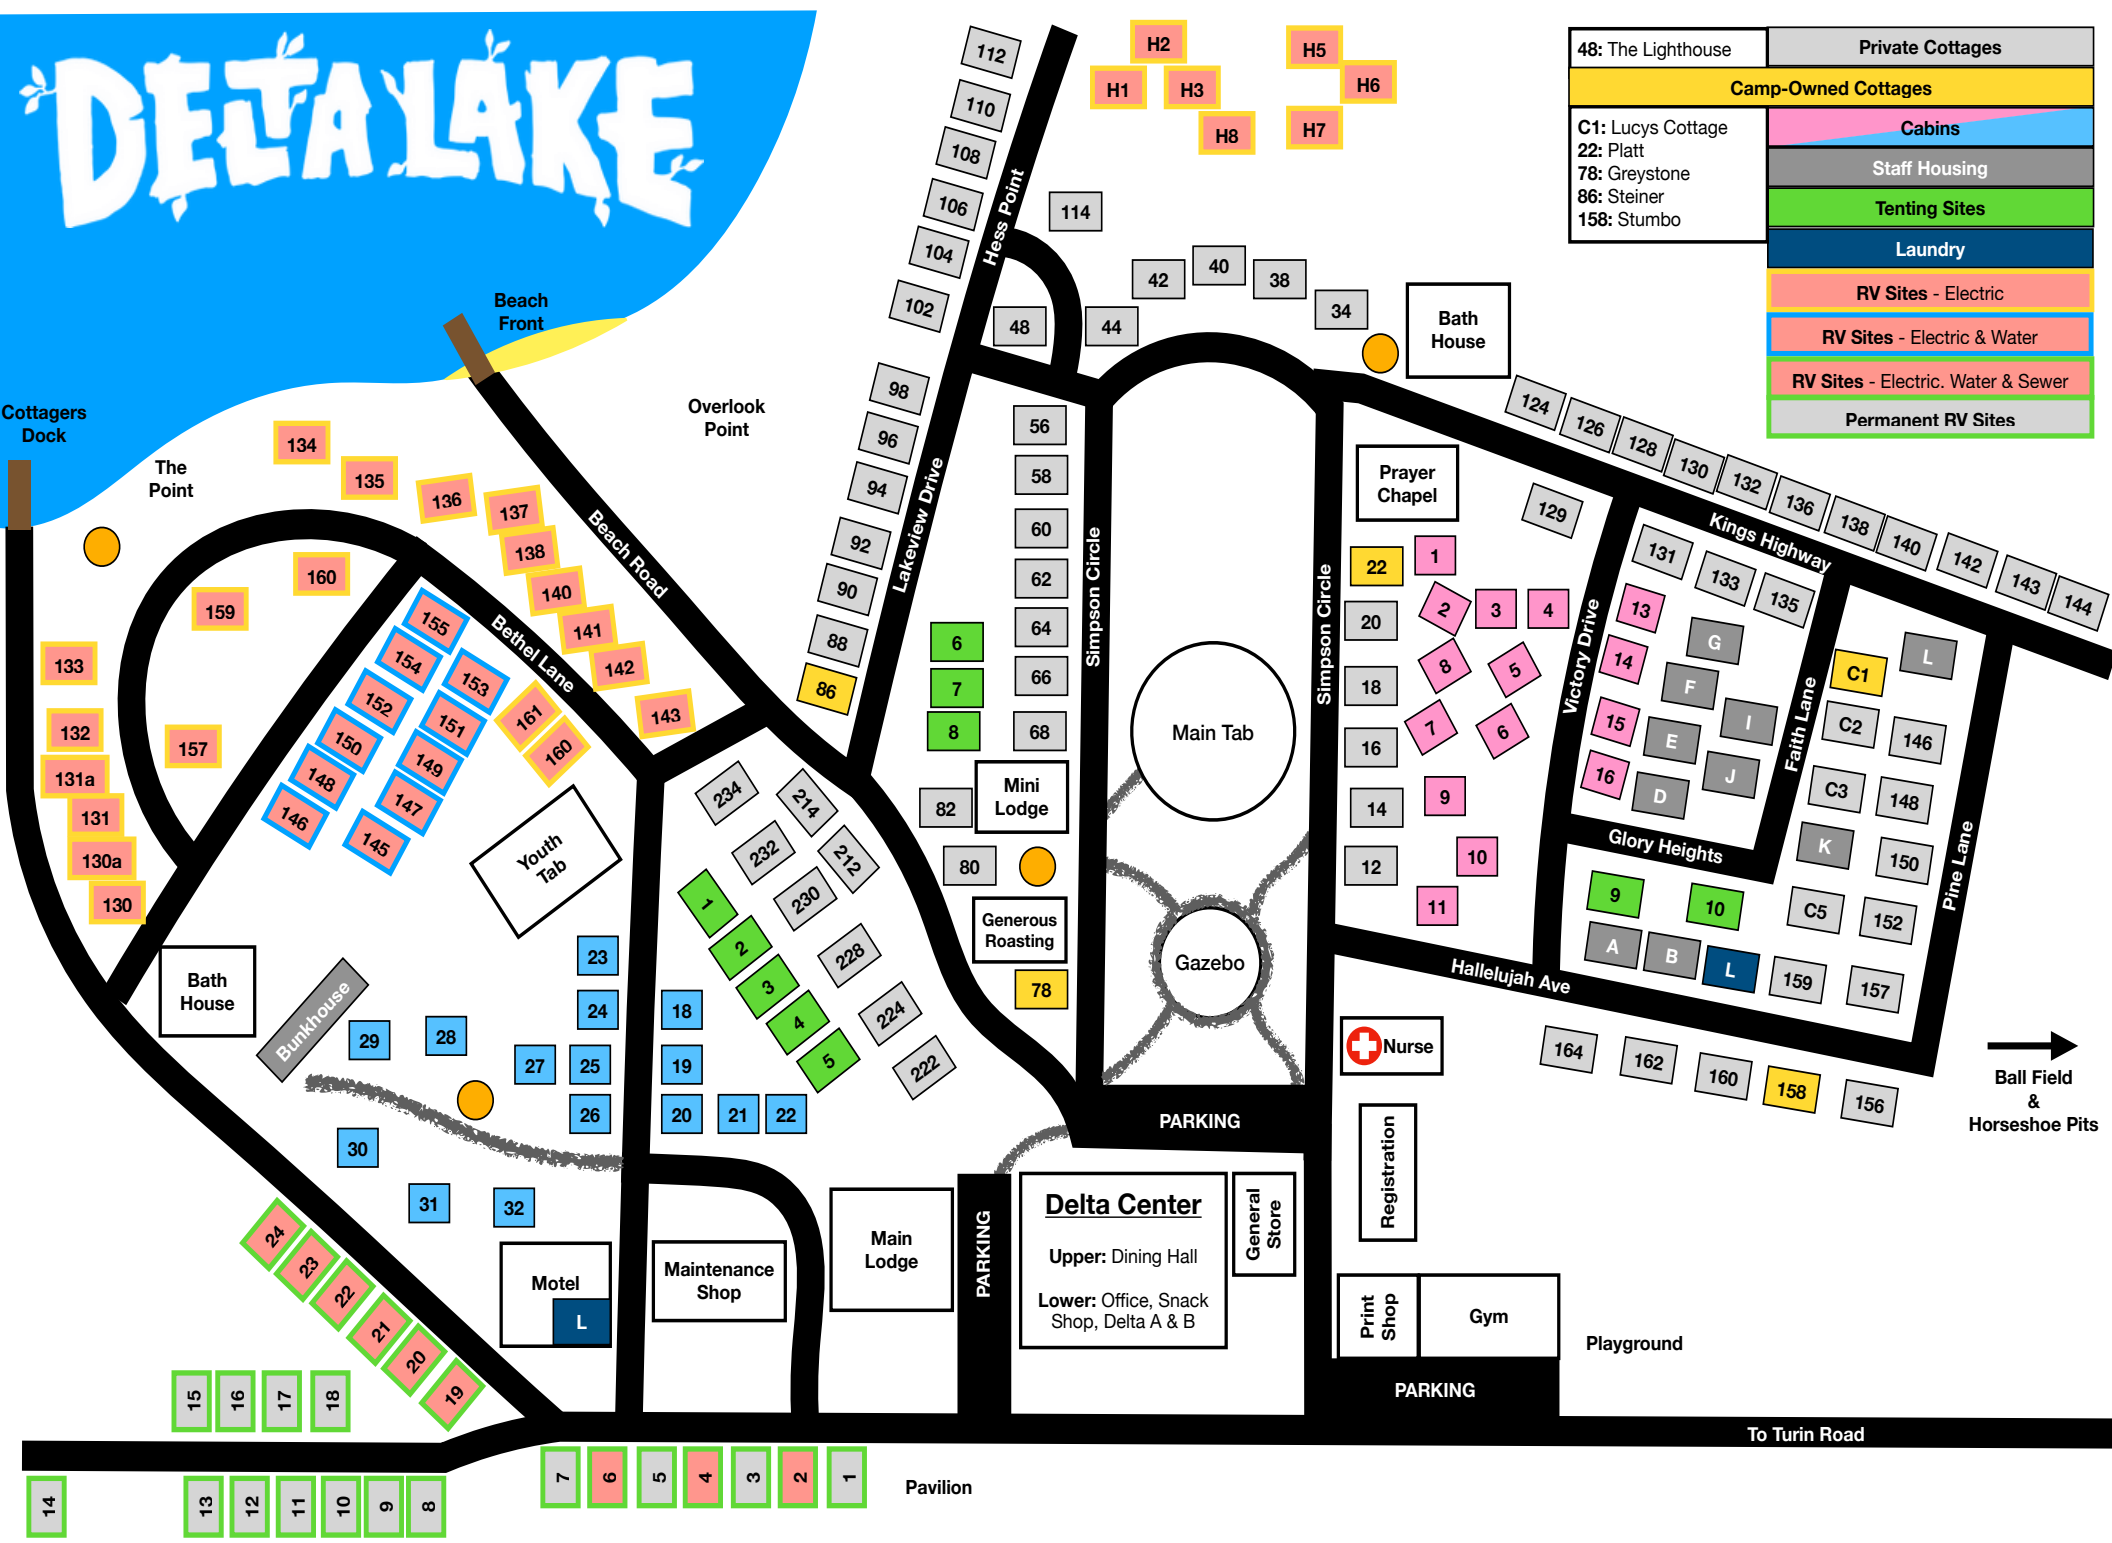 DELTA LAKE
48: The Lighthouse
Private Cottages
Camp-Owned Cottages
C1: Lucys Cottage
22: Platt
78: Greystone
86: Steiner
158: Stumbo
Cabins
Staff Housing
Tenting Sites
Laundry
RV Sites - Electric
RV Sites - Electric & Water
RV Sites - Electric. Water & Sewer
Permanent RV Sites
112
110
108
106
104
102
Hess Point
H2
H1
H3
H8
H5
H6
H7
114
42
40
38
34
48
44
Bath
House
Beach
Front
Cottagers
Dock
The
Point
Overlook
Point
98
96
94
92
90
88
86
Lakeview Drive
56
58
60
62
64
66
68
6
7
8
Mini
Lodge
82
80
Generous
Roasting
78
Simpson Circle
Simpson Circle
Main Tab
Gazebo
PARKING
124
126
128
130
132
136
138
140
142
143
144
Kings Highway
Prayer
Chapel
129
22
20
18
16
14
12
1
2
3
4
8
5
7
6
9
10
11
Victory Drive
131
133
135
13
14
15
16
G
F
I
E
J
D
Faith Lane
Glory Heights
C1
L
C2
146
C3
148
K
150
C5
152
Pine Lane
9
10
A
B
L
159
157
Hallelujah Ave
164
162
160
158
156
Ball Field
&
Horseshoe Pits
134
135
136
137
138
140
141
142
143
Beach Road
Bethel Lane
160
159
157
133
132
131a
131
130a
130
155
154
153
152
151
150
149
148
147
146
145
161
160
Youth
Tab
234
214
232
212
230
228
224
222
1
2
3
4
5
Bath
House
Bunkhouse
23
24
25
26
27
28
29
30
31
32
18
19
20
21
22
Motel
L
Maintenance
Shop
Main
Lodge
PARKING
Delta Center
Upper: Dining Hall
Lower: Office, Snack
Shop, Delta A & B
General
Store
Nurse
Registration
Print
Shop
Gym
Playground
PARKING
To Turin Road
24
23
22
21
20
19
15
16
17
18
14
13
12
11
10
9
8
7
6
5
4
3
2
1
Pavilion